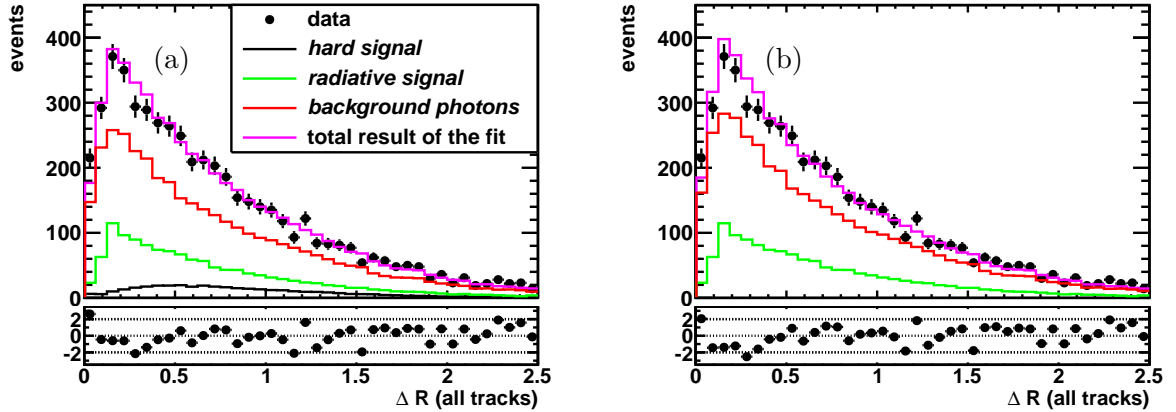 events
400
300
200
100
0
(a)
data
hard signal
radiative signal
background photons
total result of the fit
2
0
-2
0 0.5 1 1.5 2 2.5
Δ R (all tracks)
events
400
300
200
100
0
(b)
2
0
-2
0 0.5 1 1.5 2 2.5
Δ R (all tracks)